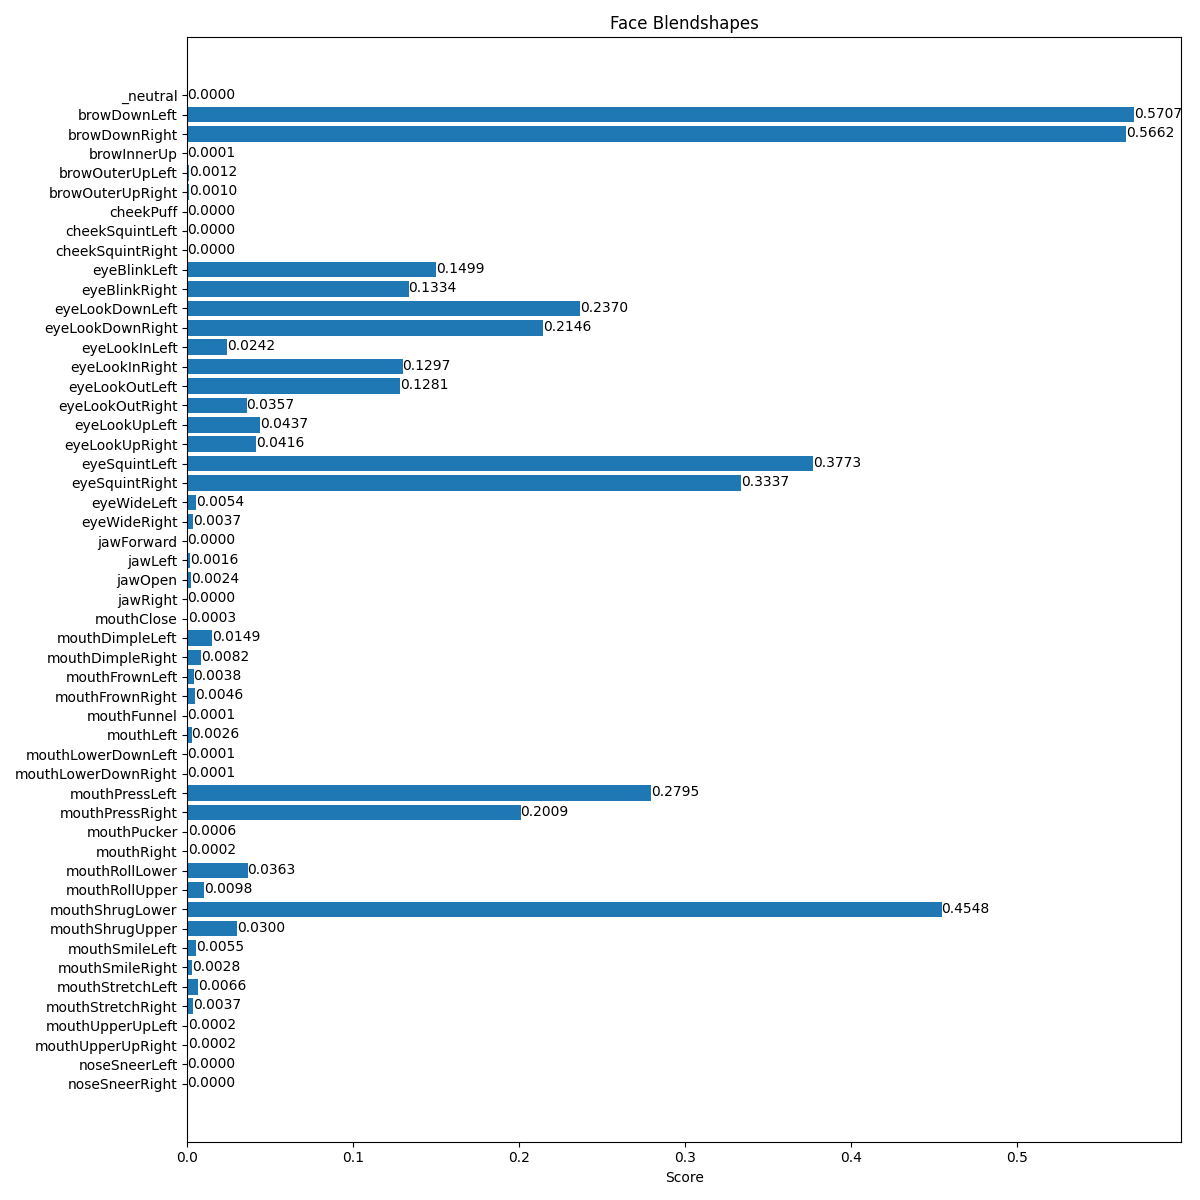 Face Blendshapes
_neutral 0.0000
browDownLeft 0.5707
browDownRight 0.5662
browInnerUp 0.0001
browOuterUpLeft 0.0012
browOuterUpRight 0.0010
cheekPuff 0.0000
cheekSquintLeft 0.0000
cheekSquintRight 0.0000
eyeBlinkLeft 0.1499
eyeBlinkRight 0.1334
eyeLookDownLeft 0.2370
eyeLookDownRight 0.2146
eyeLookInLeft 0.0242
eyeLookInRight 0.1297
eyeLookOutLeft 0.1281
eyeLookOutRight 0.0357
eyeLookUpLeft 0.0437
eyeLookUpRight 0.0416
eyeSquintLeft 0.3773
eyeSquintRight 0.3337
eyeWideLeft 0.0054
eyeWideRight 0.0037
jawForward 0.0000
jawLeft 0.0016
jawOpen 0.0024
jawRight 0.0000
mouthClose 0.0003
mouthDimpleLeft 0.0149
mouthDimpleRight 0.0082
mouthFrownLeft 0.0038
mouthFrownRight 0.0046
mouthFunnel 0.0001
mouthLeft 0.0026
mouthLowerDownLeft 0.0001
mouthLowerDownRight 0.0001
mouthPressLeft 0.2795
mouthPressRight 0.2009
mouthPucker 0.0006
mouthRight 0.0002
mouthRollLower 0.0363
mouthRollUpper 0.0098
mouthShrugLower 0.4548
mouthShrugUpper 0.0300
mouthSmileLeft 0.0055
mouthSmileRight 0.0028
mouthStretchLeft 0.0066
mouthStretchRight 0.0037
mouthUpperUpLeft 0.0002
mouthUpperUpRight 0.0002
noseSneerLeft 0.0000
noseSneerRight 0.0000
0.0 0.1 0.2 0.3 0.4 0.5
Score